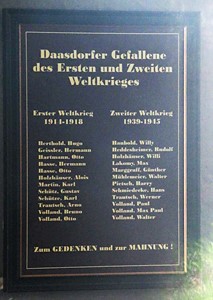 Daasdorfer Gefallene
des Ersten und Zweiten
Weltkrieges
Erster Weltkrieg
1914-1918
Berthold, Hugo
Geissler, Hermann
Hartmann, Otto
Hasse, Hermann
Hasse, Otto
Holzhäuser, Alois
Martin, Karl
Schütz, Gustav
Schütze, Karl
Trautsch, Arno
Volland, Bruno
Volland, Otto
Zweiter Weltkrieg
1939-1945
Haubold, Willy
Heddesheimer, Rudolf
Holzhäuser, Willi
Lakomy, Max
Marggraff, Günther
Mühlemeier, Walter
Pietsch, Harry
Schmiedecke, Hans
Trautsch, Werner
Volland, Paul
Volland, Max Paul
Volland, Walter
Zum GEDENKEN und zur MAHNUNG !